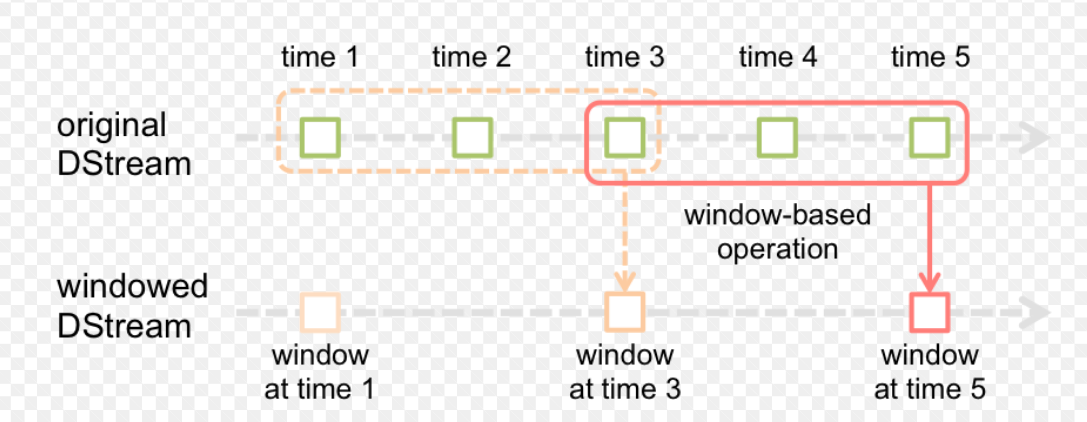 time 1 time 2 time 3 time 4 time 5
original
DStream
window-based
operation
windowed
DStream
window
at time 1
window
at time 3
window
at time 5